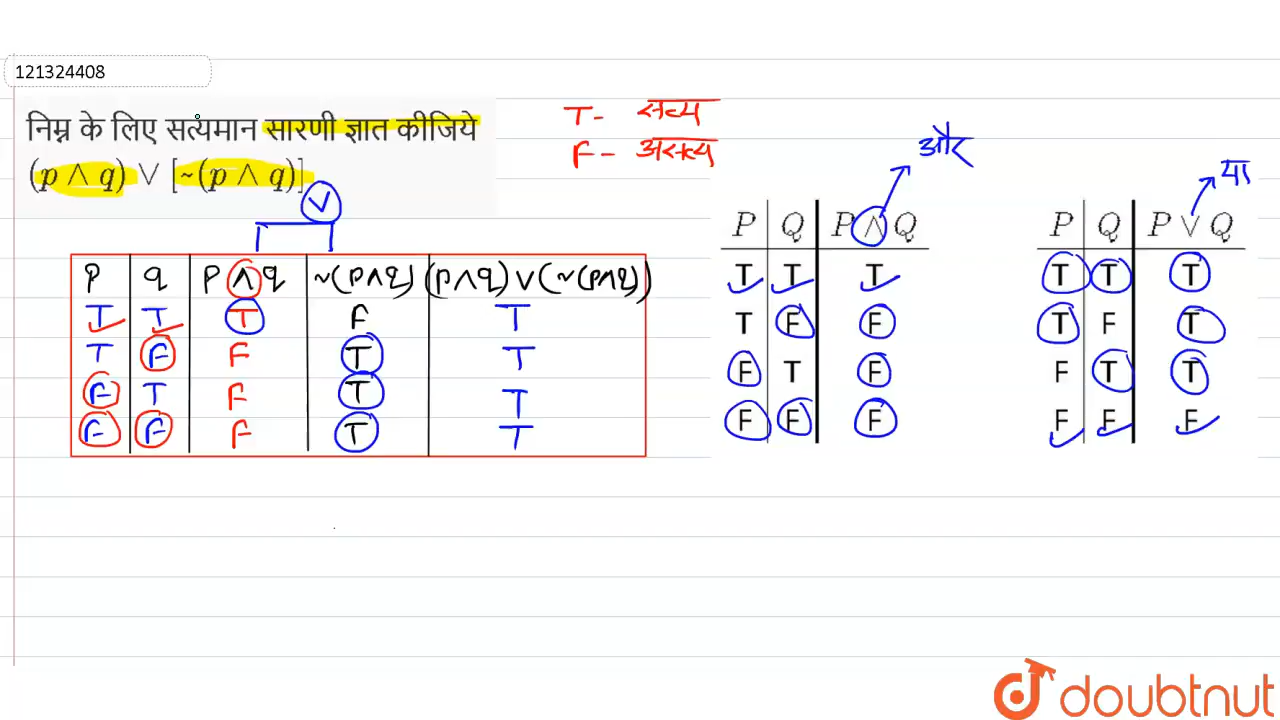 121324408
निम्न के लिए सत्यमान सारणी ज्ञात कीजिये
(p ∧ q) ∨ [~(p ∧ q)]
T- सत्य
F- असत्य
और
या
∨
P q P ∧ q ~(p∧q) (p∧q) ∨ (~(p∧q))
T T T F T
T F F T T
F T F T T
F F F T T
P Q P ∧ Q
T T T
T F F
F T F
F F F
P Q P ∨ Q
T T T
T F T
F T T
F F F
doubtnut